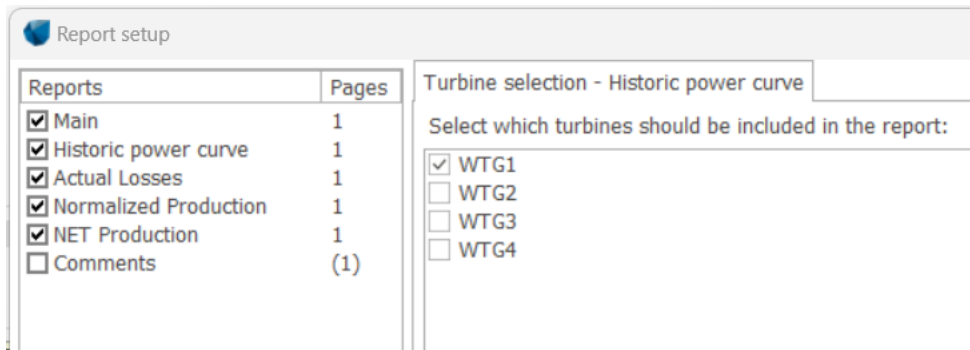 Report setup
Reports Pages
Main 1
Historic power curve 1
Actual Losses 1
Normalized Production 1
NET Production 1
Comments (1)
Turbine selection - Historic power curve
Select which turbines should be included in the report:
WTG1
WTG2
WTG3
WTG4